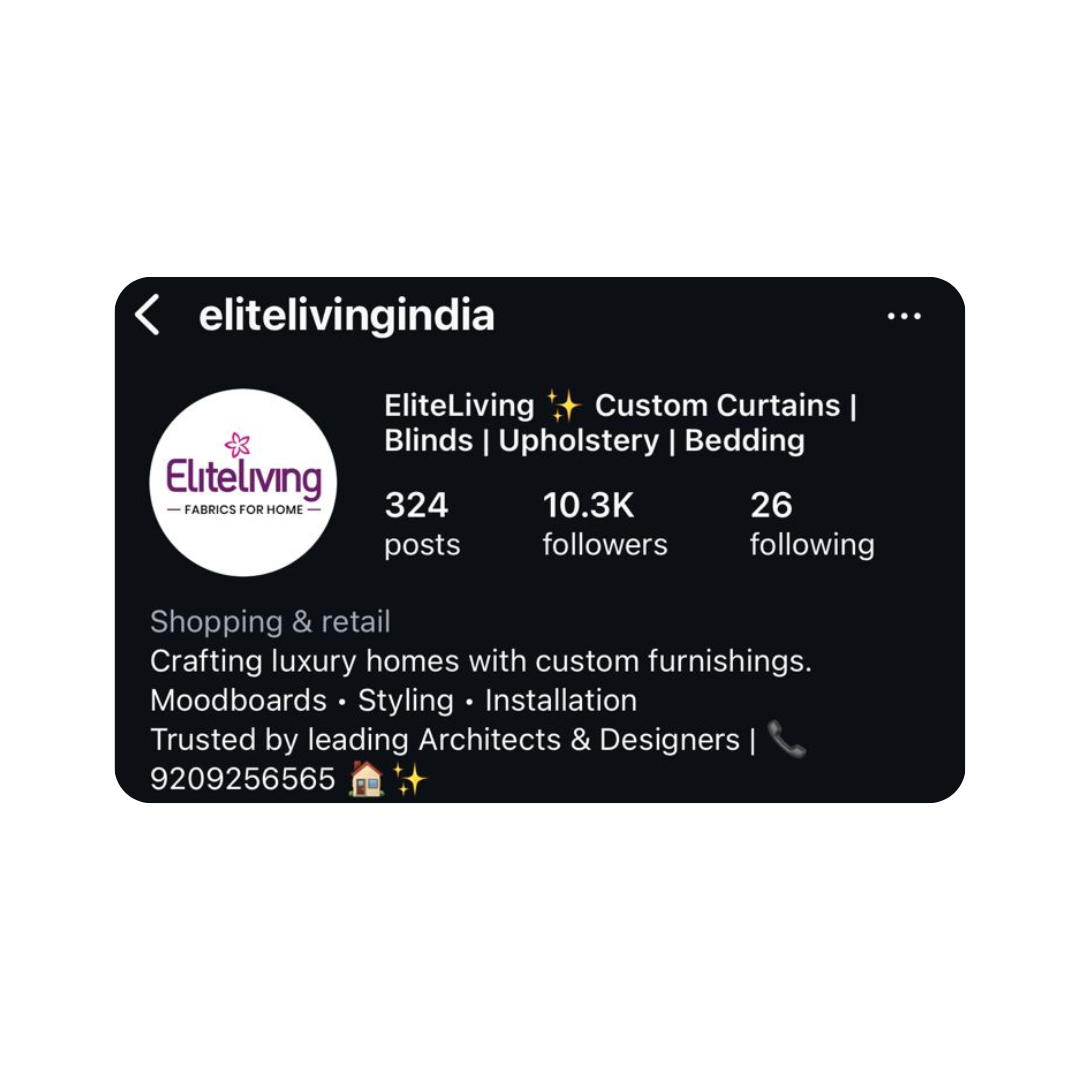 elitelivingindia
EliteLiving ✨ Custom Curtains |
Blinds | Upholstery | Bedding
Eliteliving
FABRICS FOR HOME
324 10.3K 26
posts followers following
Shopping & retail
Crafting luxury homes with custom furnishings.
Moodboards • Styling • Installation
Trusted by leading Architects & Designers | 📞
9209256565 🏠✨